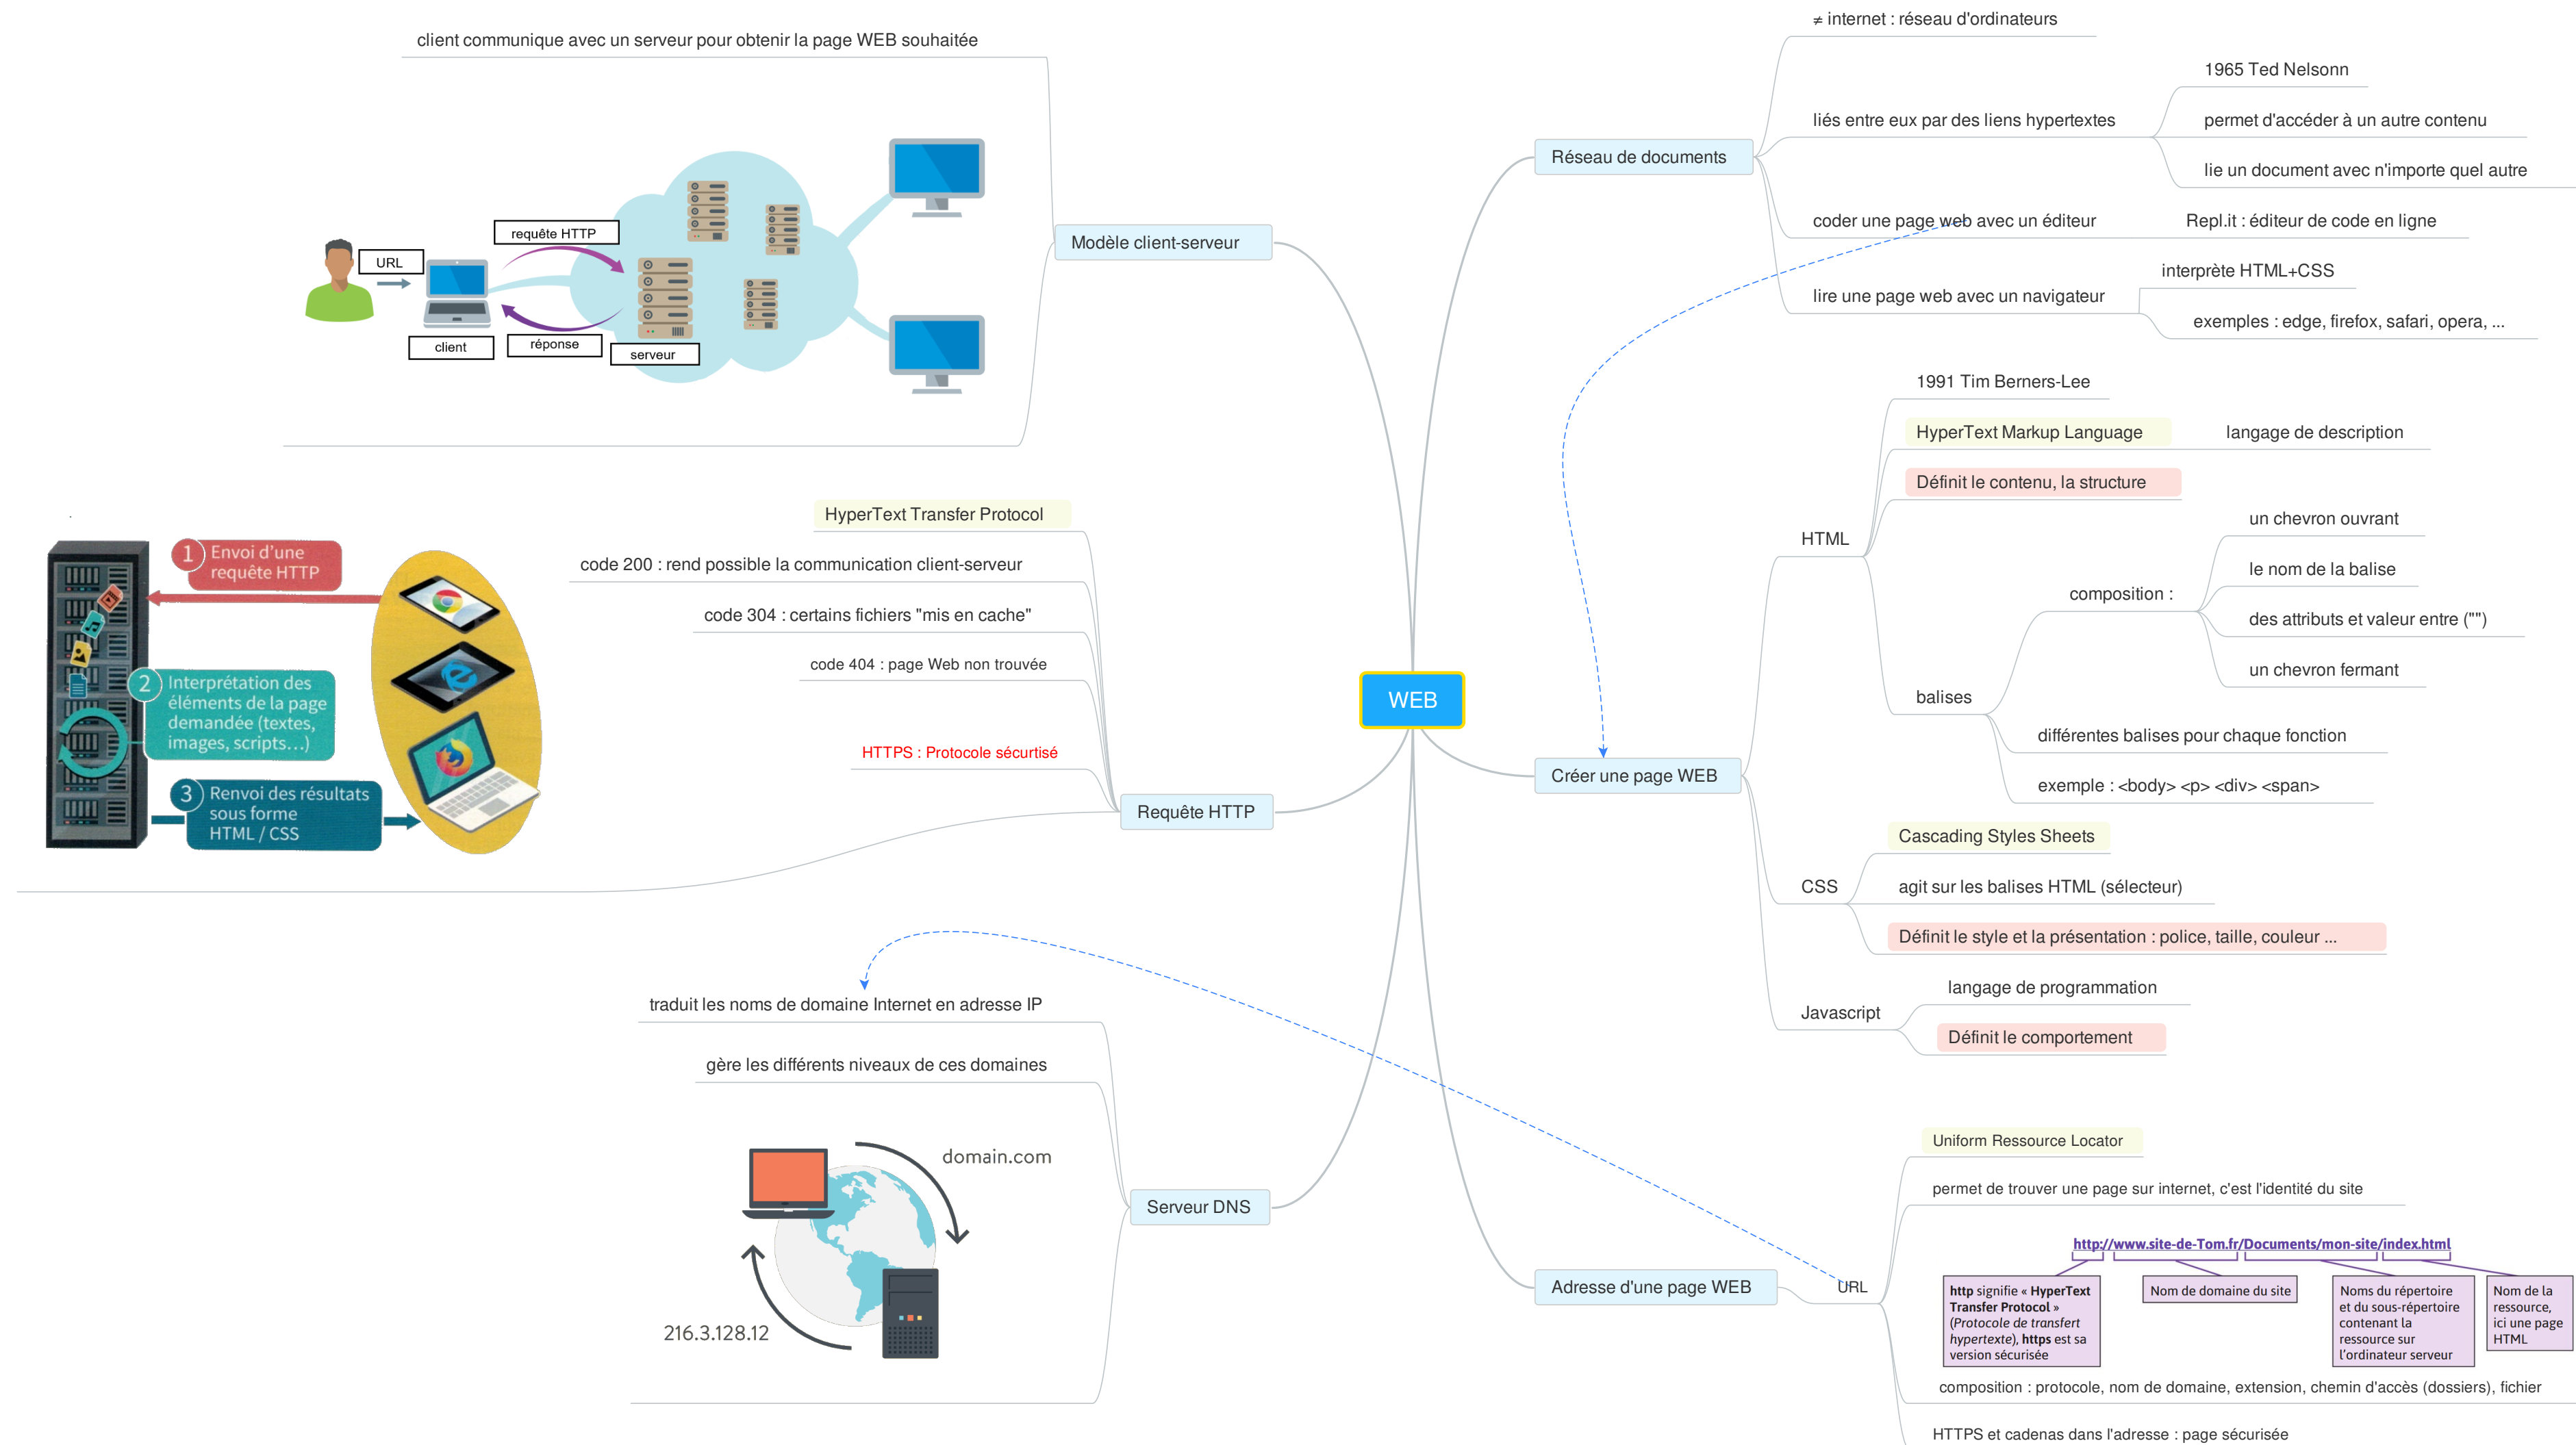 WEB
Modèle client-serveur
client communique avec un serveur pour obtenir la page WEB souhaitée
URL
requête HTTP
client
réponse
serveur
Requête HTTP
HyperText Transfer Protocol
code 200 : rend possible la communication client-serveur
code 304 : certains fichiers "mis en cache"
code 404 : page Web non trouvée
HTTPS : Protocole sécurtisé
1 Envoi d'une
requête HTTP
2 Interprétation des
éléments de la page
demandée (textes,
images, scripts...)
3 Renvoi des résultats
sous forme
HTML / CSS
Serveur DNS
traduit les noms de domaine Internet en adresse IP
gère les différents niveaux de ces domaines
domain.com
216.3.128.12
Réseau de documents
≠ internet : réseau d'ordinateurs
liés entre eux par des liens hypertextes
1965 Ted Nelsonn
permet d'accéder à un autre contenu
lie un document avec n'importe quel autre
coder une page web avec un éditeur
Repl.it : éditeur de code en ligne
lire une page web avec un navigateur
interprète HTML+CSS
exemples : edge, firefox, safari, opera, ...
Créer une page WEB
HTML
1991 Tim Berners-Lee
HyperText Markup Language
langage de description
Définit le contenu, la structure
balises
composition :
un chevron ouvrant
le nom de la balise
des attributs et valeur entre ("")
un chevron fermant
différentes balises pour chaque fonction
exemple : <body> <p> <div> <span>
CSS
Cascading Styles Sheets
agit sur les balises HTML (sélecteur)
Définit le style et la présentation : police, taille, couleur ...
Javascript
langage de programmation
Définit le comportement
Adresse d'une page WEB
URL
Uniform Ressource Locator
permet de trouver une page sur internet, c'est l'identité du site
http://www.site-de-Tom.fr/Documents/mon-site/index.html
http signifie « HyperText
Transfer Protocol »
(Protocole de transfert
hypertexte), https est sa
version sécurisée
Nom de domaine du site
Noms du répertoire
et du sous-répertoire
contenant la
ressource sur
l'ordinateur serveur
Nom de la
ressource,
ici une page
HTML
composition : protocole, nom de domaine, extension, chemin d'accès (dossiers), fichier
HTTPS et cadenas dans l'adresse : page sécurisée